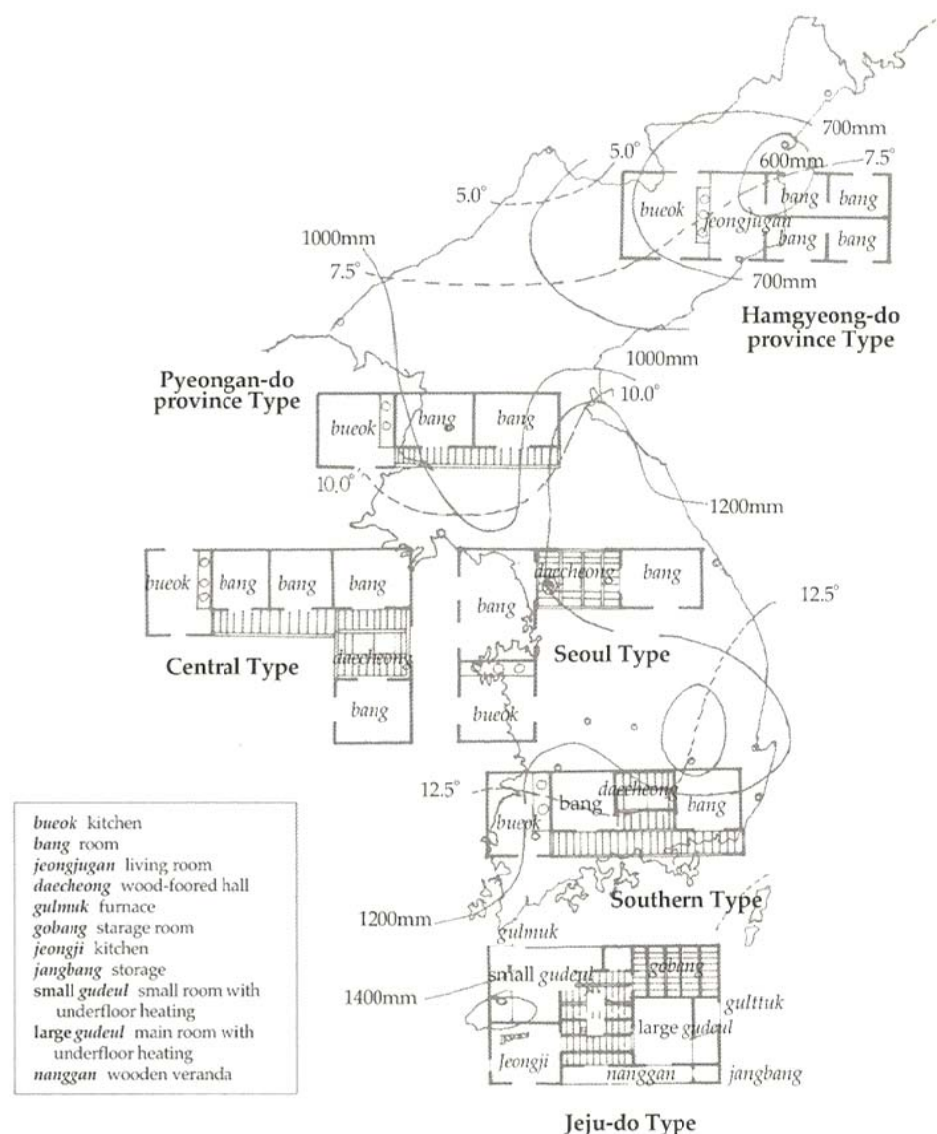 700mm
5.0°
600mm
7.5°
5.0°
bueok
jeongjugan
bang
bang
bang
bang
1000mm
7.5°
700mm
Hamgyeong-do
province Type
1000mm
10.0°
Pyeongan-do
province Type
bueok
bang
bang
10.0°
1200mm
bueok
bang
bang
bang
daecheong
bang
Central Type
daecheong
bang
bang
bueok
Seoul Type
12.5°
12.5°
bueok
bang
daecheong
bang
Southern Type
1200mm
gulmuk
1400mm
small gudeul
gobang
gulttuk
large gudeul
Jeongji
nanggan
jangbang
Jeju-do Type
bueok kitchen
bang room
jeongjugan living room
daecheong wood-foored hall
gulmuk furnace
gobang starage room
jeongji kitchen
jangbang storage
small gudeul small room with
underfloor heating
large gudeul main room with
underfloor heating
nanggan wooden veranda